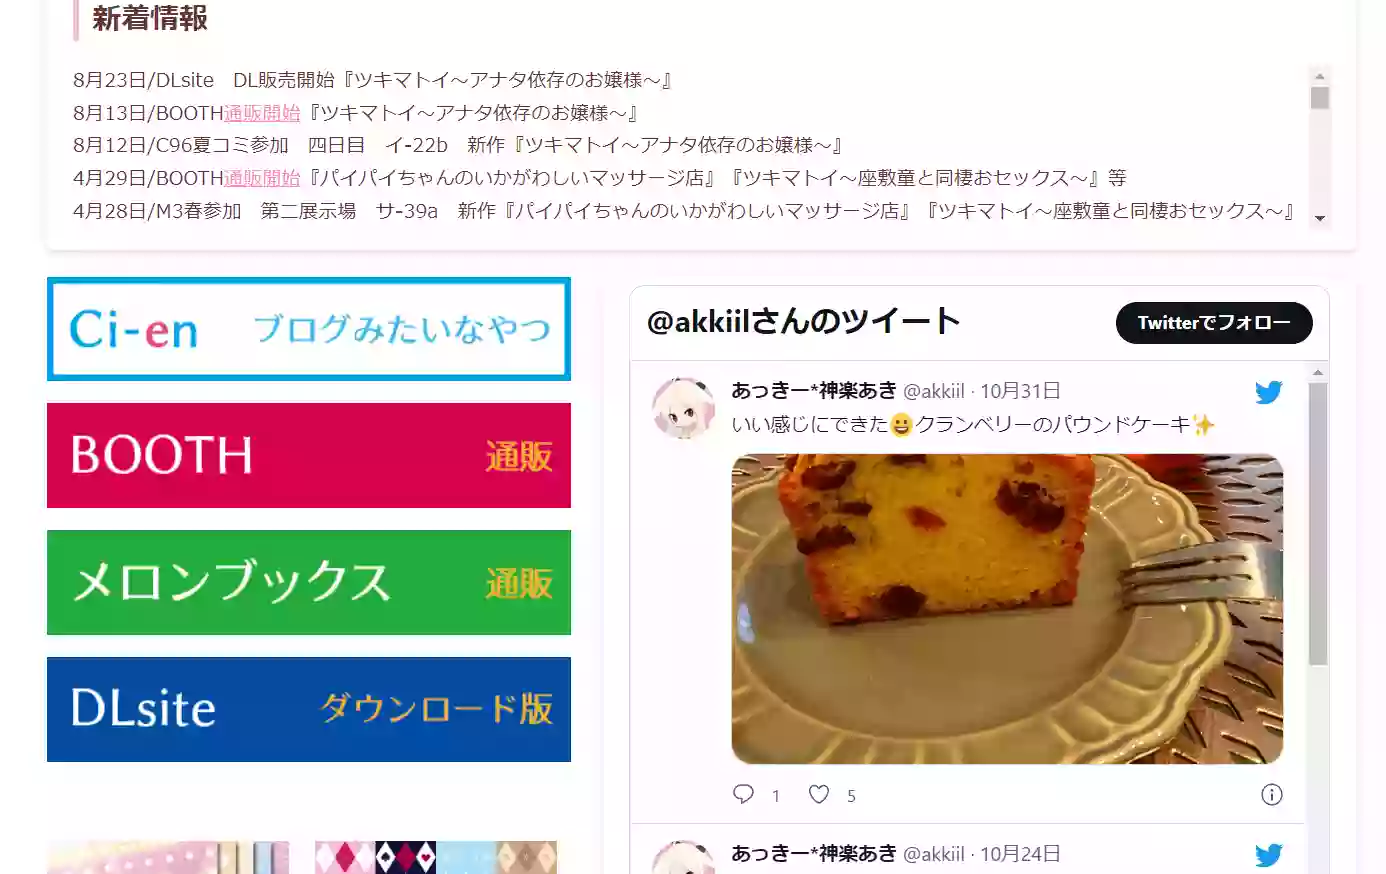 新着情報
8月23日/DLsite　DL販売開始『ツキマトイ～アナタ依存のお嬢様～』
8月13日/BOOTH通販開始『ツキマトイ～アナタ依存のお嬢様～』
8月12日/C96夏コミ参加　四日目　イ-22b　新作『ツキマトイ～アナタ依存のお嬢様～』
4月29日/BOOTH通販開始『パイパイちゃんのいかがわしいマッサージ店』『ツキマトイ～座敷童と同棲おセックス～』等
4月28日/M3春参加　第二展示場　サ-39a　新作『パイパイちゃんのいかがわしいマッサージ店』『ツキマトイ～座敷童と同棲おセックス～』
Ci-en ブログみたいなやつ
BOOTH 通販
メロンブックス 通販
DLsite ダウンロード版
@akkiilさんのツイート
Twitterでフォロー
あっきー*神楽あき @akkiil · 10月31日
いい感じにできた😀クランベリーのパウンドケーキ✨
1 5
あっきー*神楽あき @akkiil · 10月24日